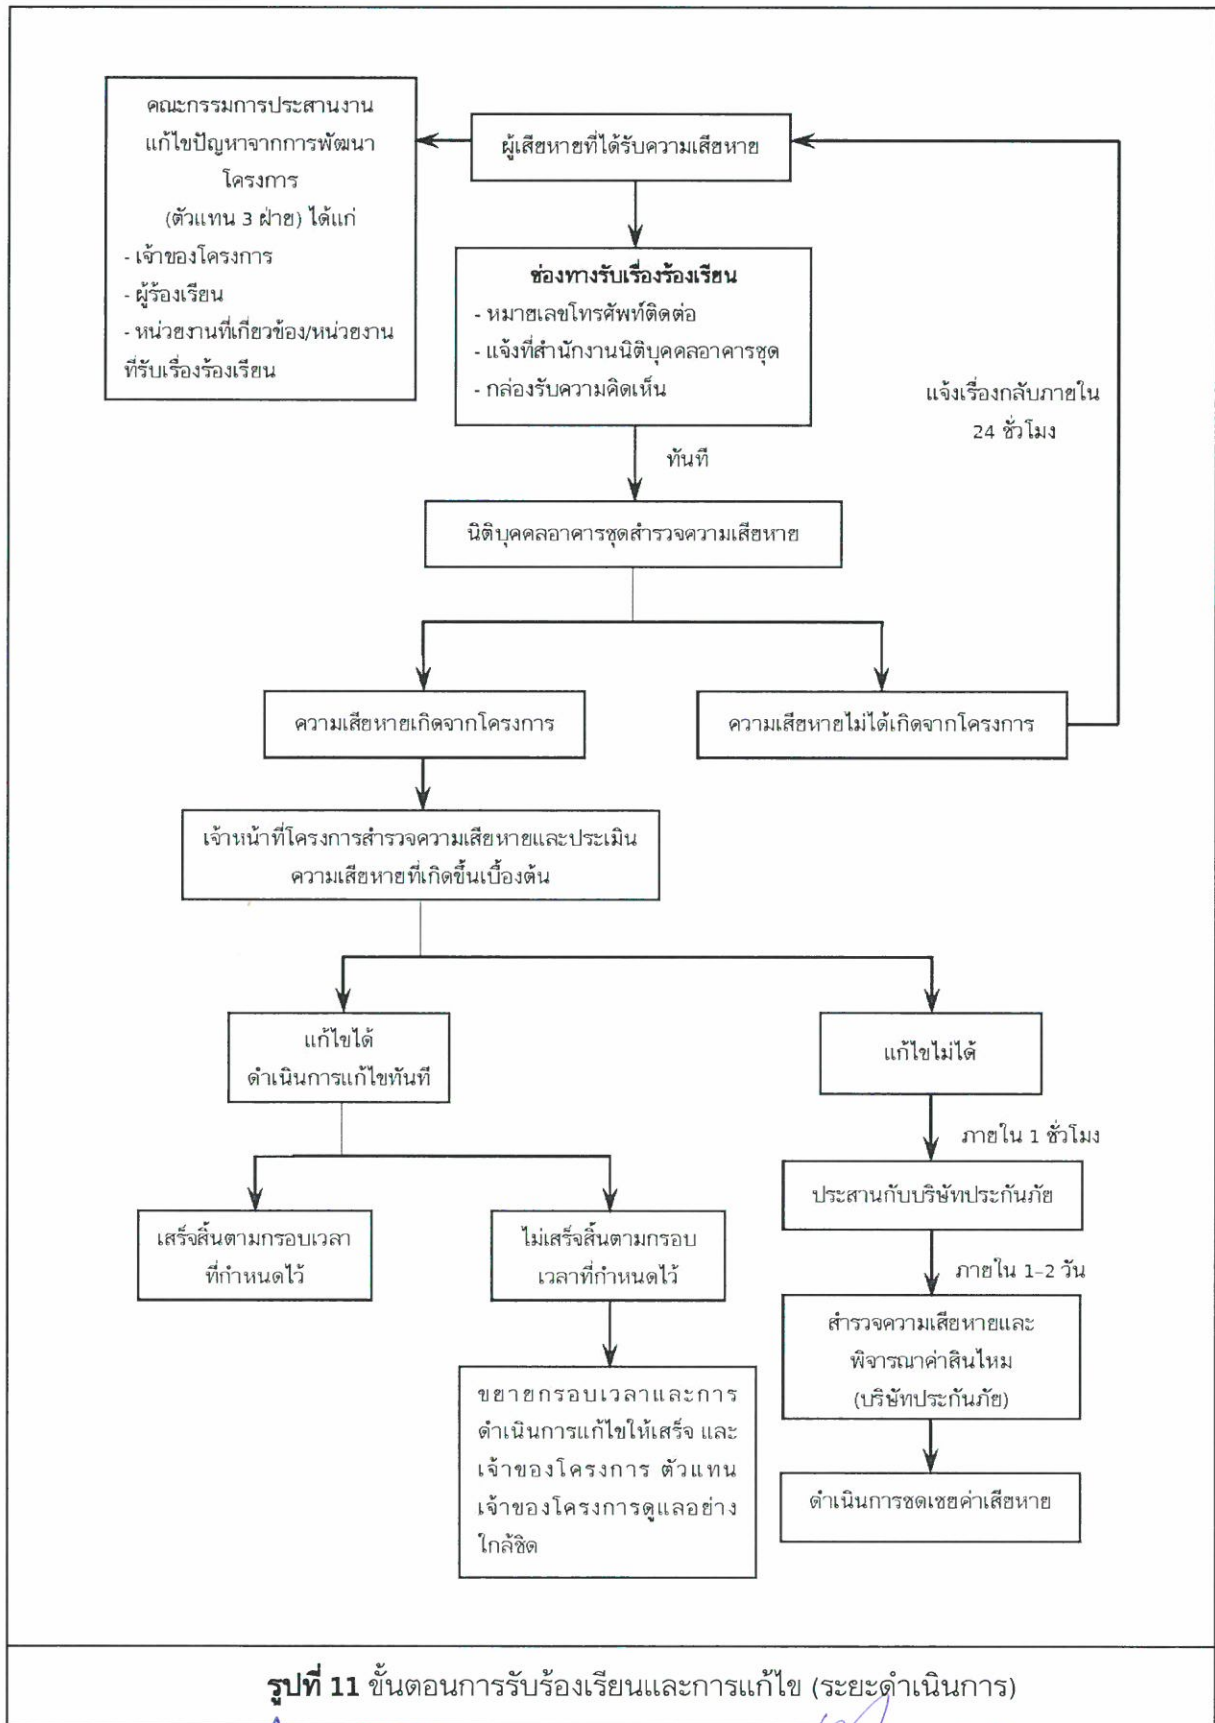 คณะกรรมการประสานงาน
แก้ไขปัญหาจากการพัฒนา
โครงการ
(ตัวแทน 3 ฝ่าย) ได้แก่
- เจ้าของโครงการ
- ผู้ร้องเรียน
- หน่วยงานที่เกี่ยวข้อง/หน่วยงาน
ที่รับเรื่องร้องเรียน
ผู้เสียหายที่ได้รับความเสียหาย
ช่องทางรับเรื่องร้องเรียน
- หมายเลขโทรศัพท์ติดต่อ
- แจ้งที่สำนักงานนิติบุคคลอาคารชุด
- กล่องรับความคิดเห็น
แจ้งเรื่องกลับภายใน
24 ชั่วโมง
ทันที
นิติบุคคลอาคารชุดสำรวจความเสียหาย
ความเสียหายเกิดจากโครงการ
ความเสียหายไม่ได้เกิดจากโครงการ
เจ้าหน้าที่โครงการสำรวจความเสียหายและประเมิน
ความเสียหายที่เกิดขึ้นเบื้องต้น
แก้ไขได้
ดำเนินการแก้ไขทันที
แก้ไขไม่ได้
ภายใน 1 ชั่วโมง
ประสานกับบริษัทประกันภัย
เสร็จสิ้นตามกรอบเวลา
ที่กำหนดไว้
ไม่เสร็จสิ้นตามกรอบ
เวลาที่กำหนดไว้
ภายใน 1-2 วัน
สำรวจความเสียหายและ
พิจารณาค่าสินไหม
(บริษัทประกันภัย)
ขยายกรอบเวลาและการ
ดำเนินการแก้ไขให้เสร็จ และ
เจ้าของโครงการ ตัวแทน
เจ้าของโครงการดูแลอย่าง
ใกล้ชิด
ดำเนินการชดเชยค่าเสียหาย
รูปที่ 11 ขั้นตอนการรับร้องเรียนและการแก้ไข (ระยะดำเนินการ)